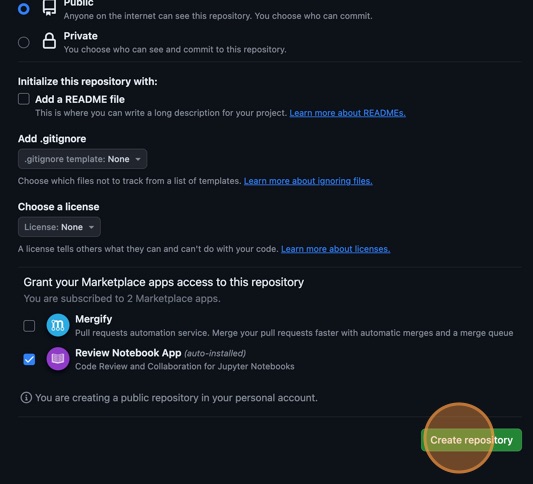 Public
Anyone on the internet can see this repository. You choose who can commit.
Private
You choose who can see and commit to this repository.
Initialize this repository with:
Add a README file
This is where you can write a long description for your project. Learn more about READMEs.
Add .gitignore
.gitignore template: None
Choose which files not to track from a list of templates. Learn more about ignoring files.
Choose a license
License: None
A license tells others what they can and can't do with your code. Learn more about licenses.
Grant your Marketplace apps access to this repository
You are subscribed to 2 Marketplace apps.
Mergify
Pull requests automation service. Merge your pull requests faster with automatic merges and a merge queue
Review Notebook App (auto-installed)
Code Review and Collaboration for Jupyter Notebooks
You are creating a public repository in your personal account.
Create repository